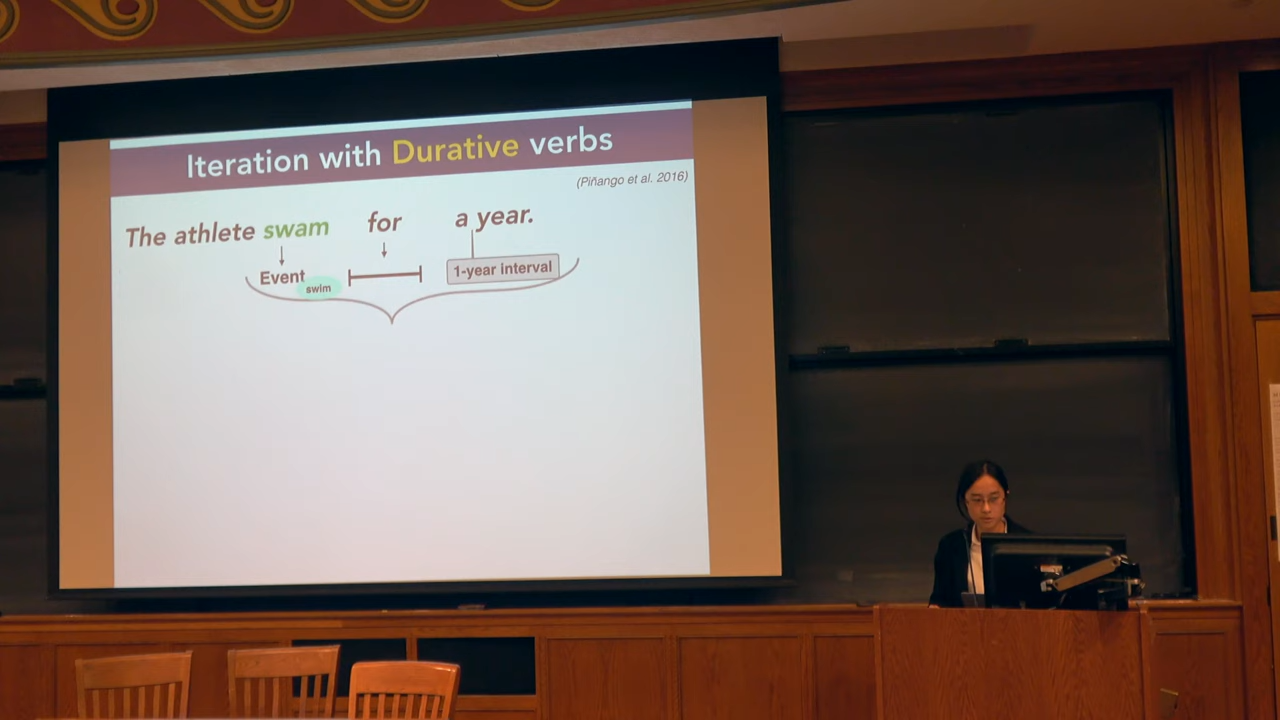 Iteration with Durative verbs
(Piñango et al. 2016)
The athlete swam for a year.
Event swim 1-year interval